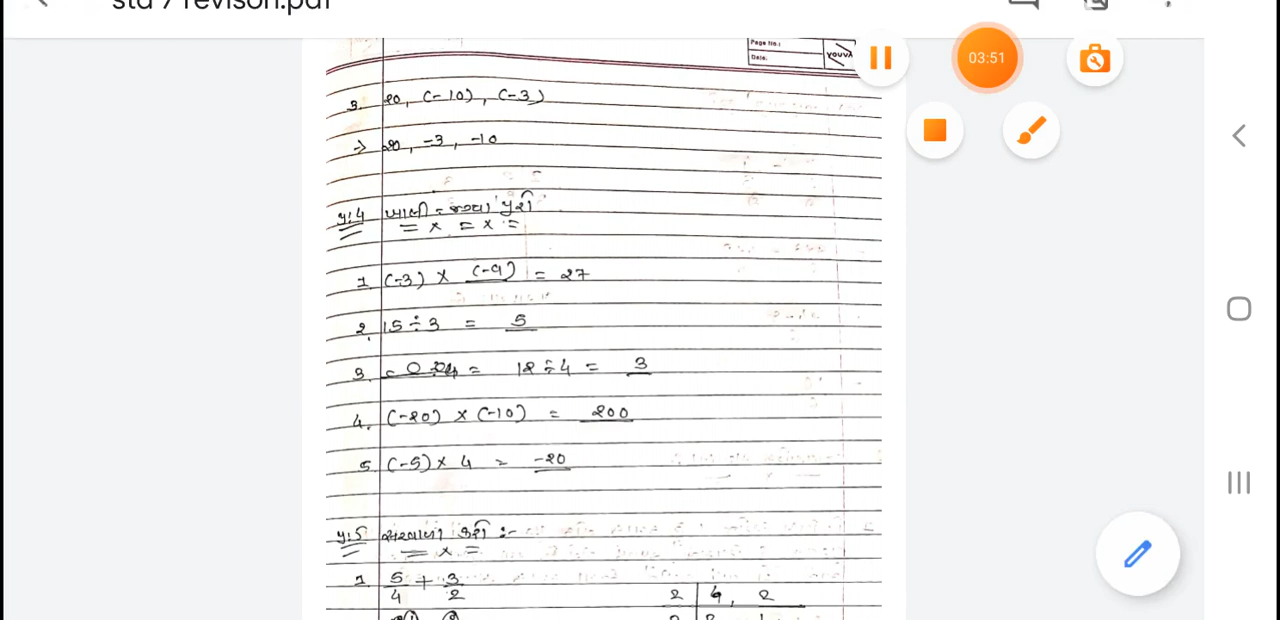 std 7 revison.pdf
Page No.:
Date:
YOUVA
03:51
3. 20, (-10), (-3)
→ 20, -3, -10
પ્ર:4 ખાલી = જગ્યા પુરો
1. (-3) × (-9) = 27
2. 15 ÷ 3 = 5
3. 12 ÷ 4 = 3
4. (-20) × (-10) = 200
5. (-5) × 4 = -20
પ્ર:5 સરવાળા કરો :-
1. 5/4 + 3/2
2 | 4, 2